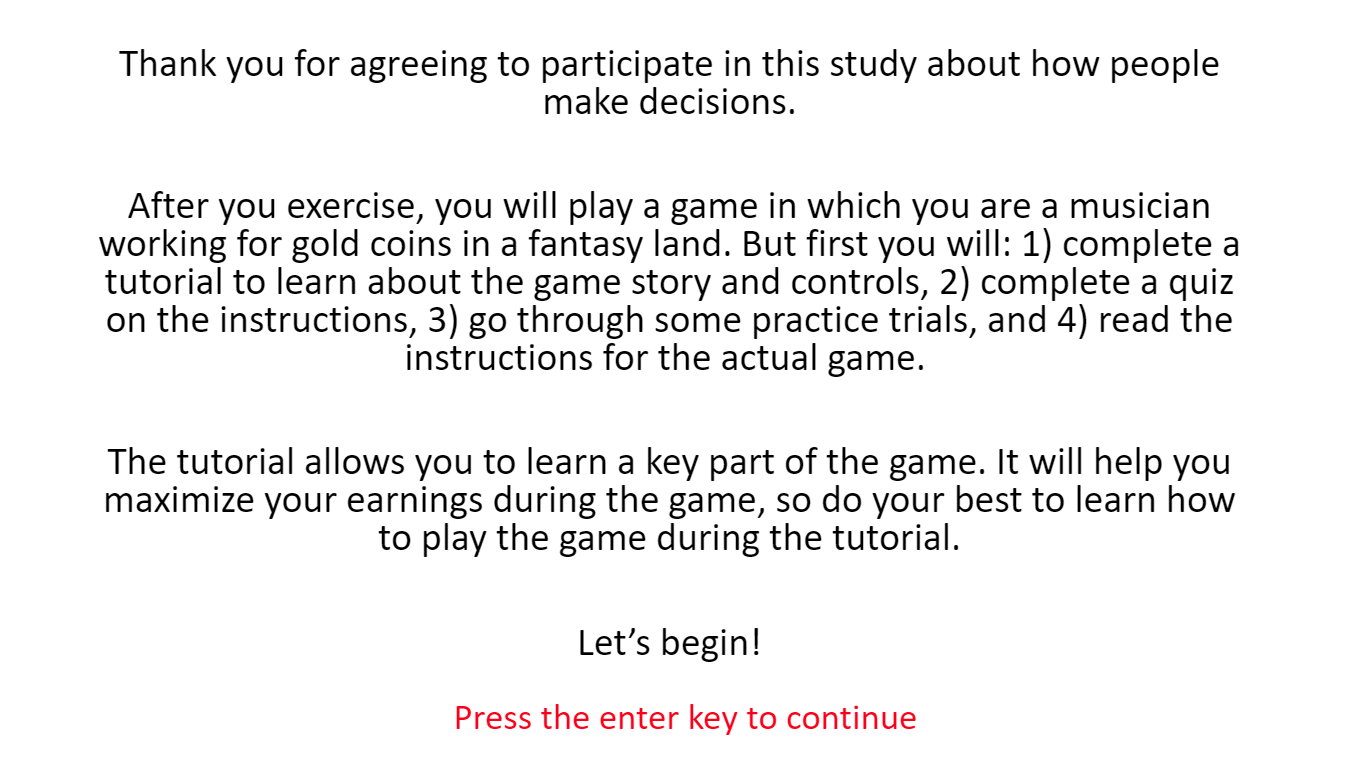 Thank you for agreeing to participate in this study about how people
make decisions.
After you exercise, you will play a game in which you are a musician
working for gold coins in a fantasy land. But first you will: 1) complete a
tutorial to learn about the game story and controls, 2) complete a quiz
on the instructions, 3) go through some practice trials, and 4) read the
instructions for the actual game.
The tutorial allows you to learn a key part of the game. It will help you
maximize your earnings during the game, so do your best to learn how
to play the game during the tutorial.
Let’s begin!
Press the enter key to continue